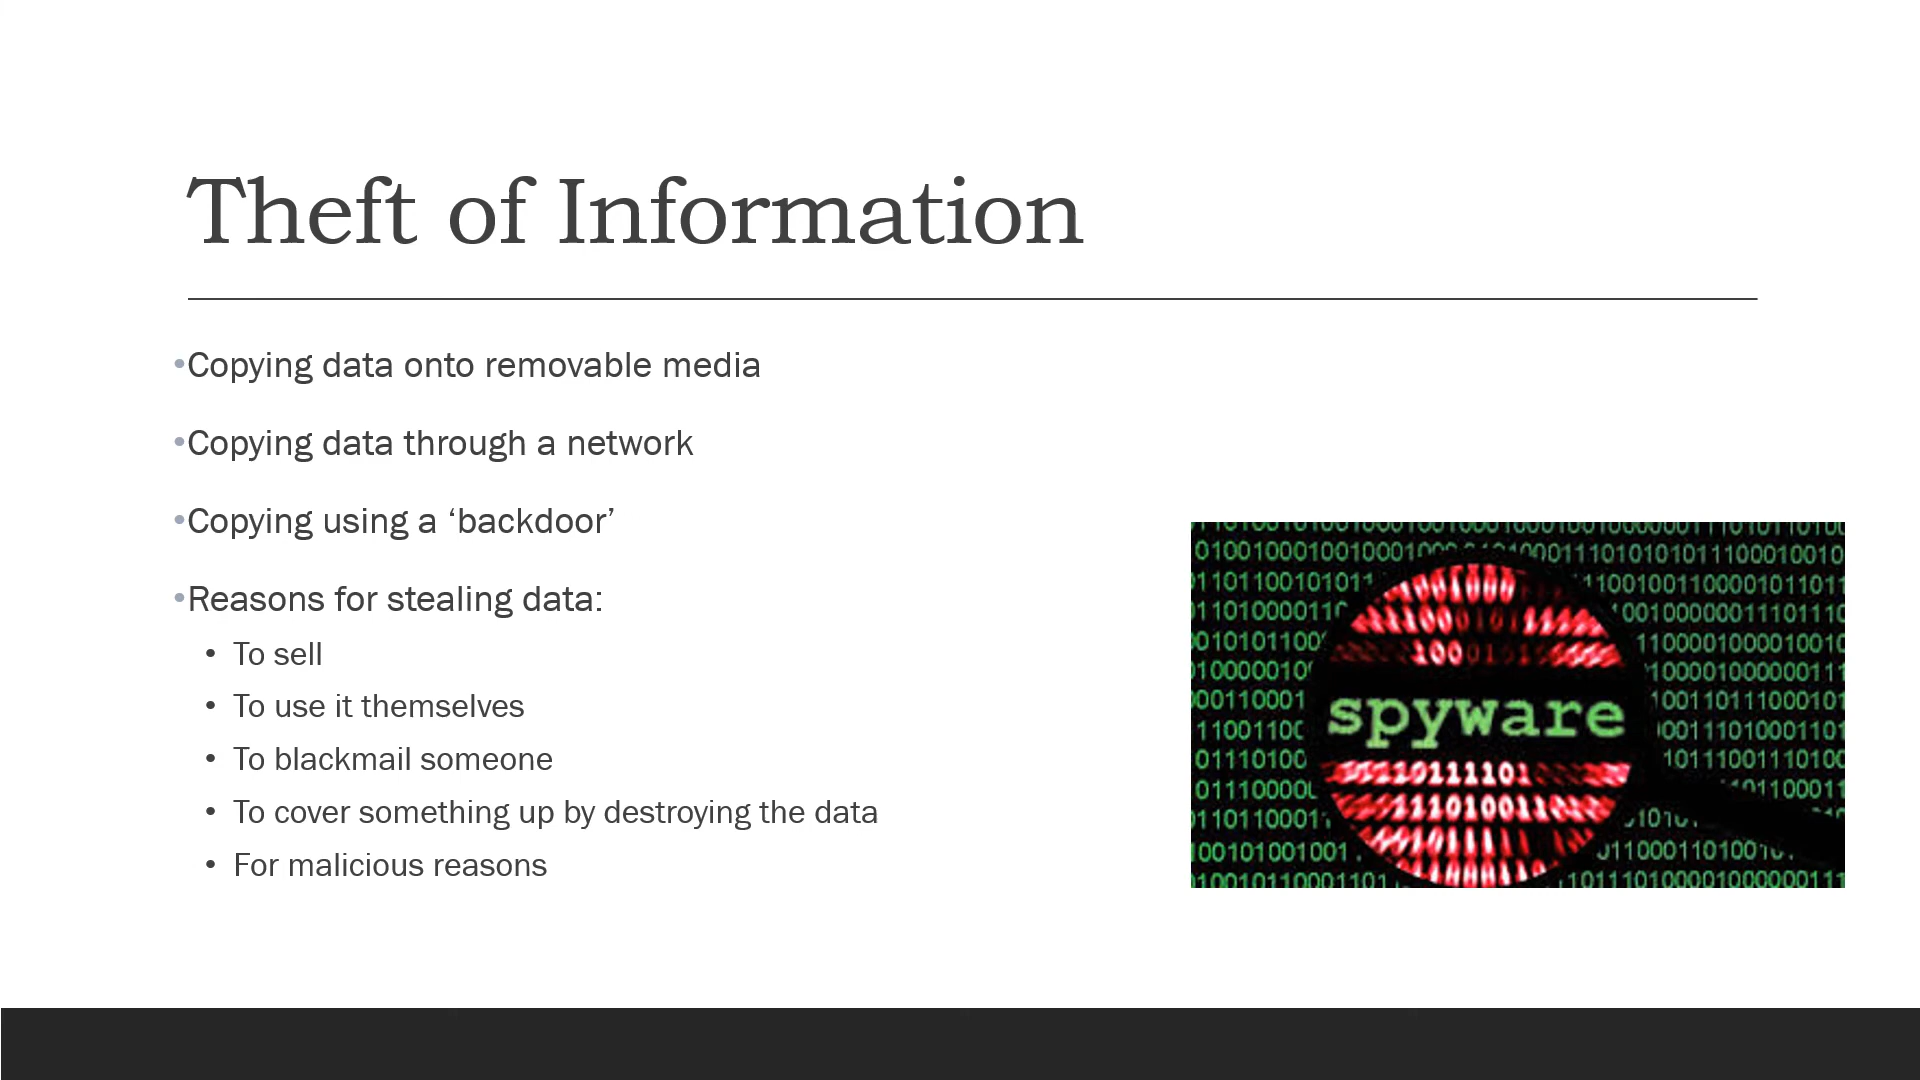 Theft of Information
•Copying data onto removable media
•Copying data through a network
•Copying using a ‘backdoor’
•Reasons for stealing data:
• To sell
• To use it themselves
• To blackmail someone
• To cover something up by destroying the data
• For malicious reasons
spyware